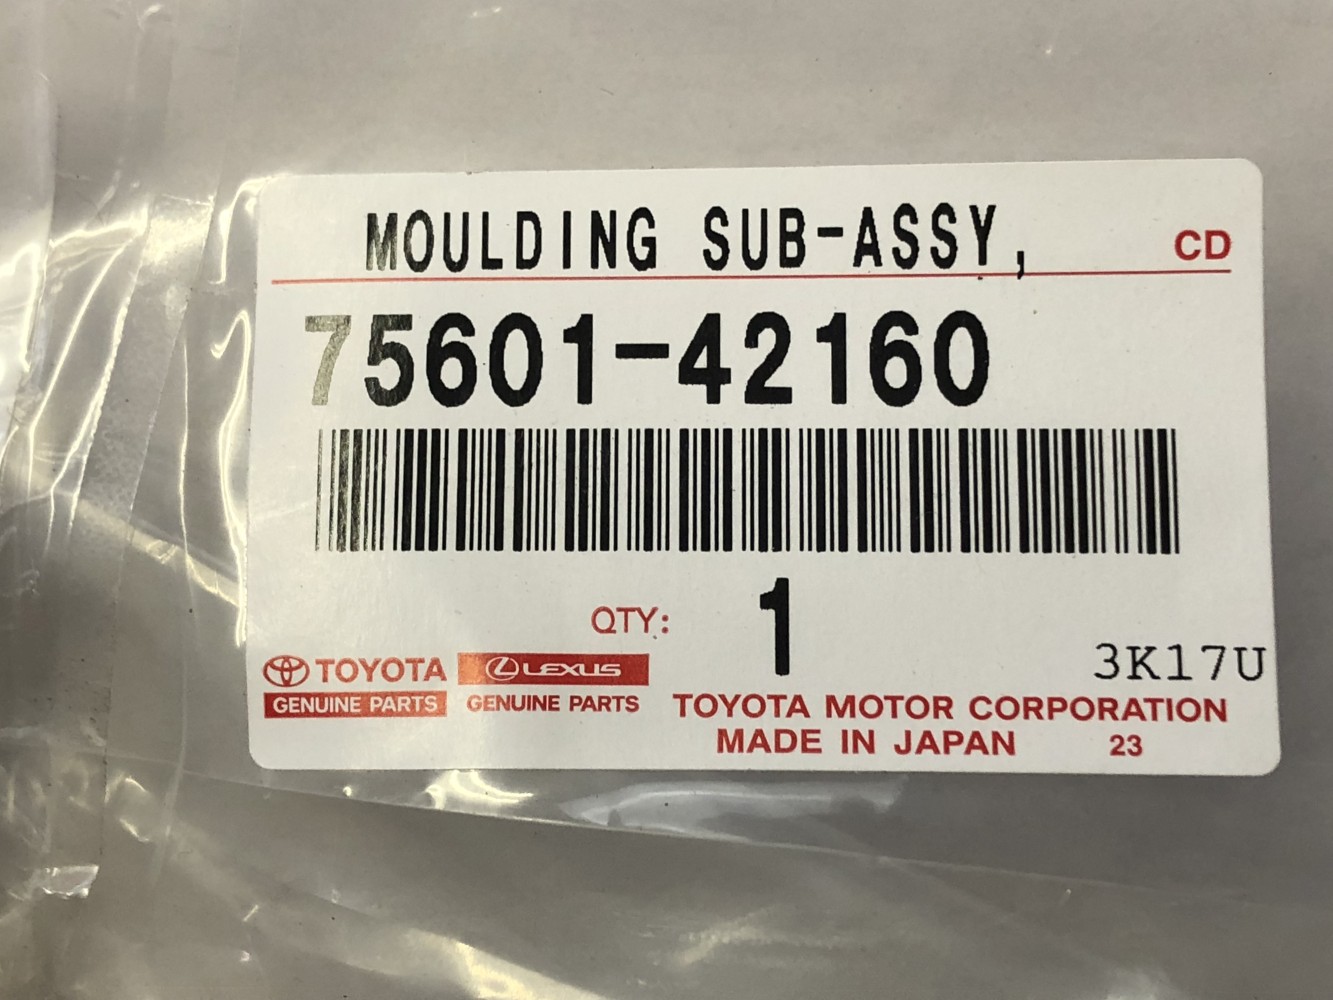 MOULDING SUB-ASSY, CD
75601-42160
QTY: 1
3K17U
TOYOTA LEXUS
GENUINE PARTS GENUINE PARTS
TOYOTA MOTOR CORPORATION
MADE IN JAPAN 23